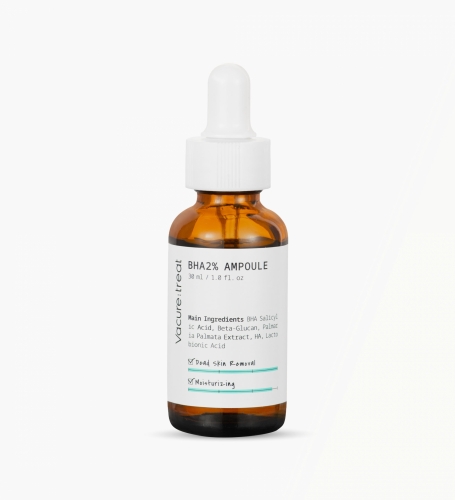 Vacure:treat
BHA2% AMPOULE
30 ml / 1.0 fl. oz
Main Ingredients BHA Salicyl
ic Acid, Beta-Glucan, Palmar
ia Palmata Extract, HA, Lacto
bionic Acid
Dead Skin Removal
Moisturizing